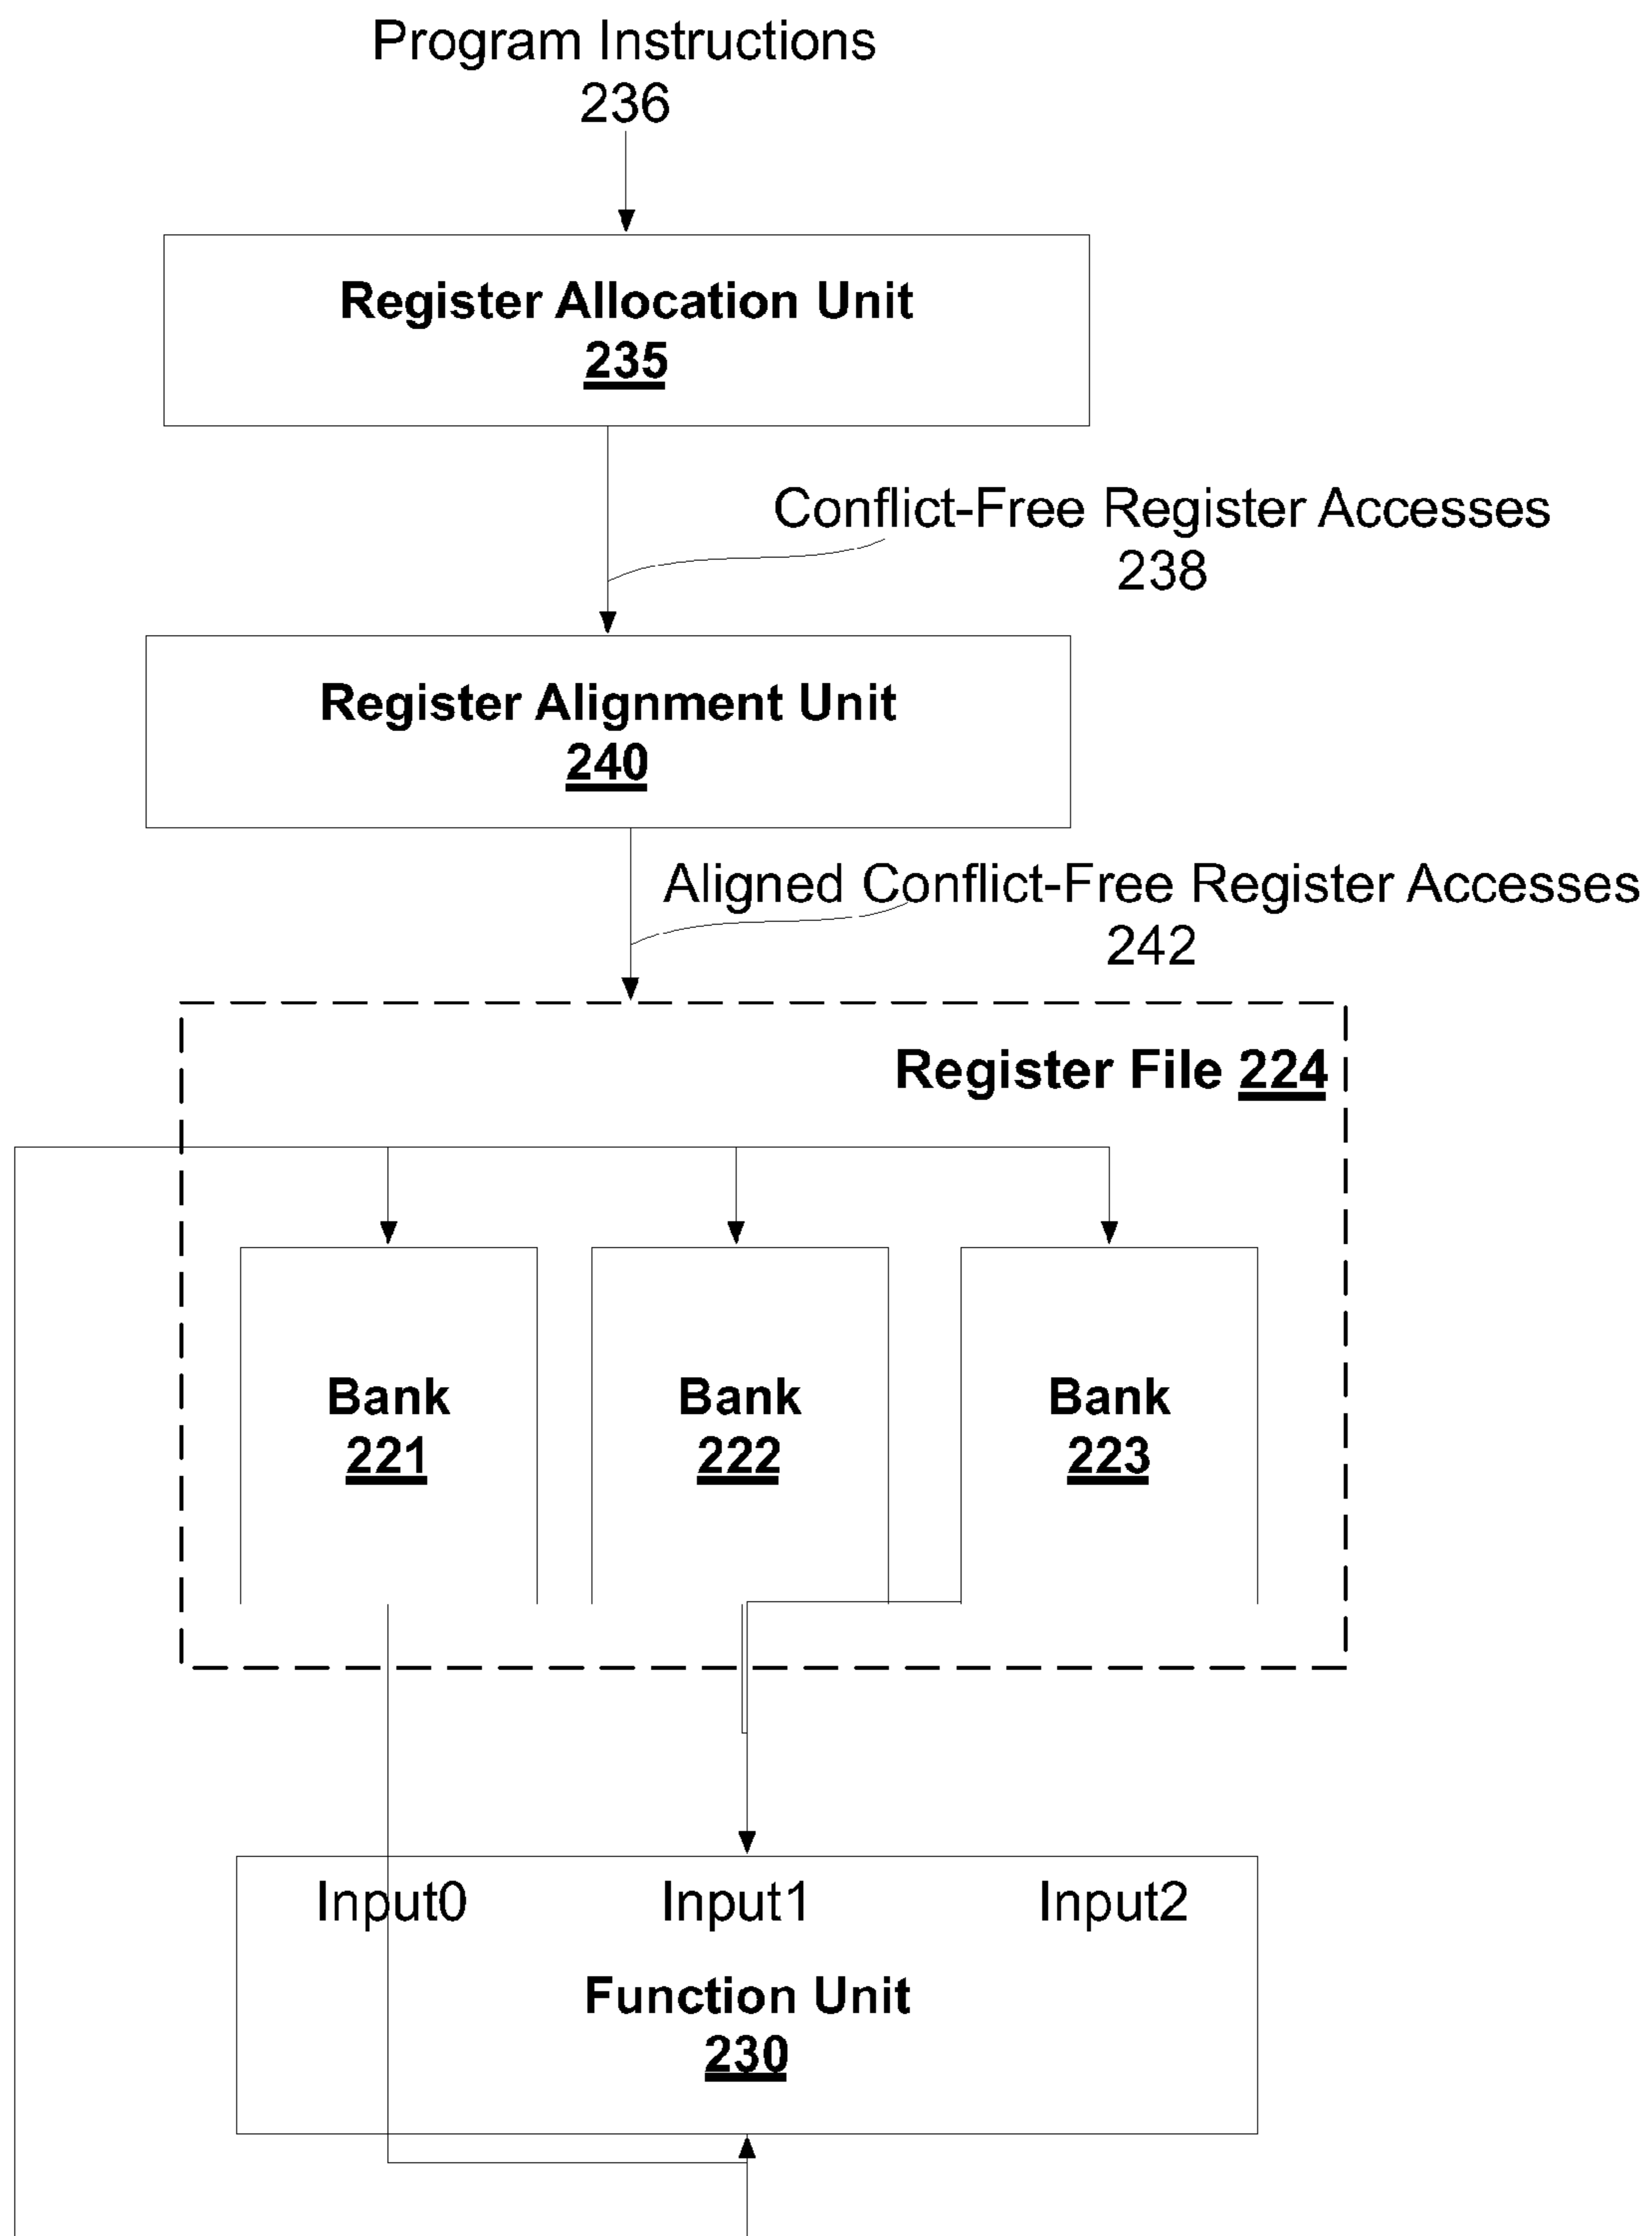 Program Instructions
236
Register Allocation Unit
235
Conflict-Free Register Accesses
238
Register Alignment Unit
240
Aligned Conflict-Free Register Accesses
242
Register File 224
Bank
221
Bank
222
Bank
223
Input0 Input1 Input2
Function Unit
230